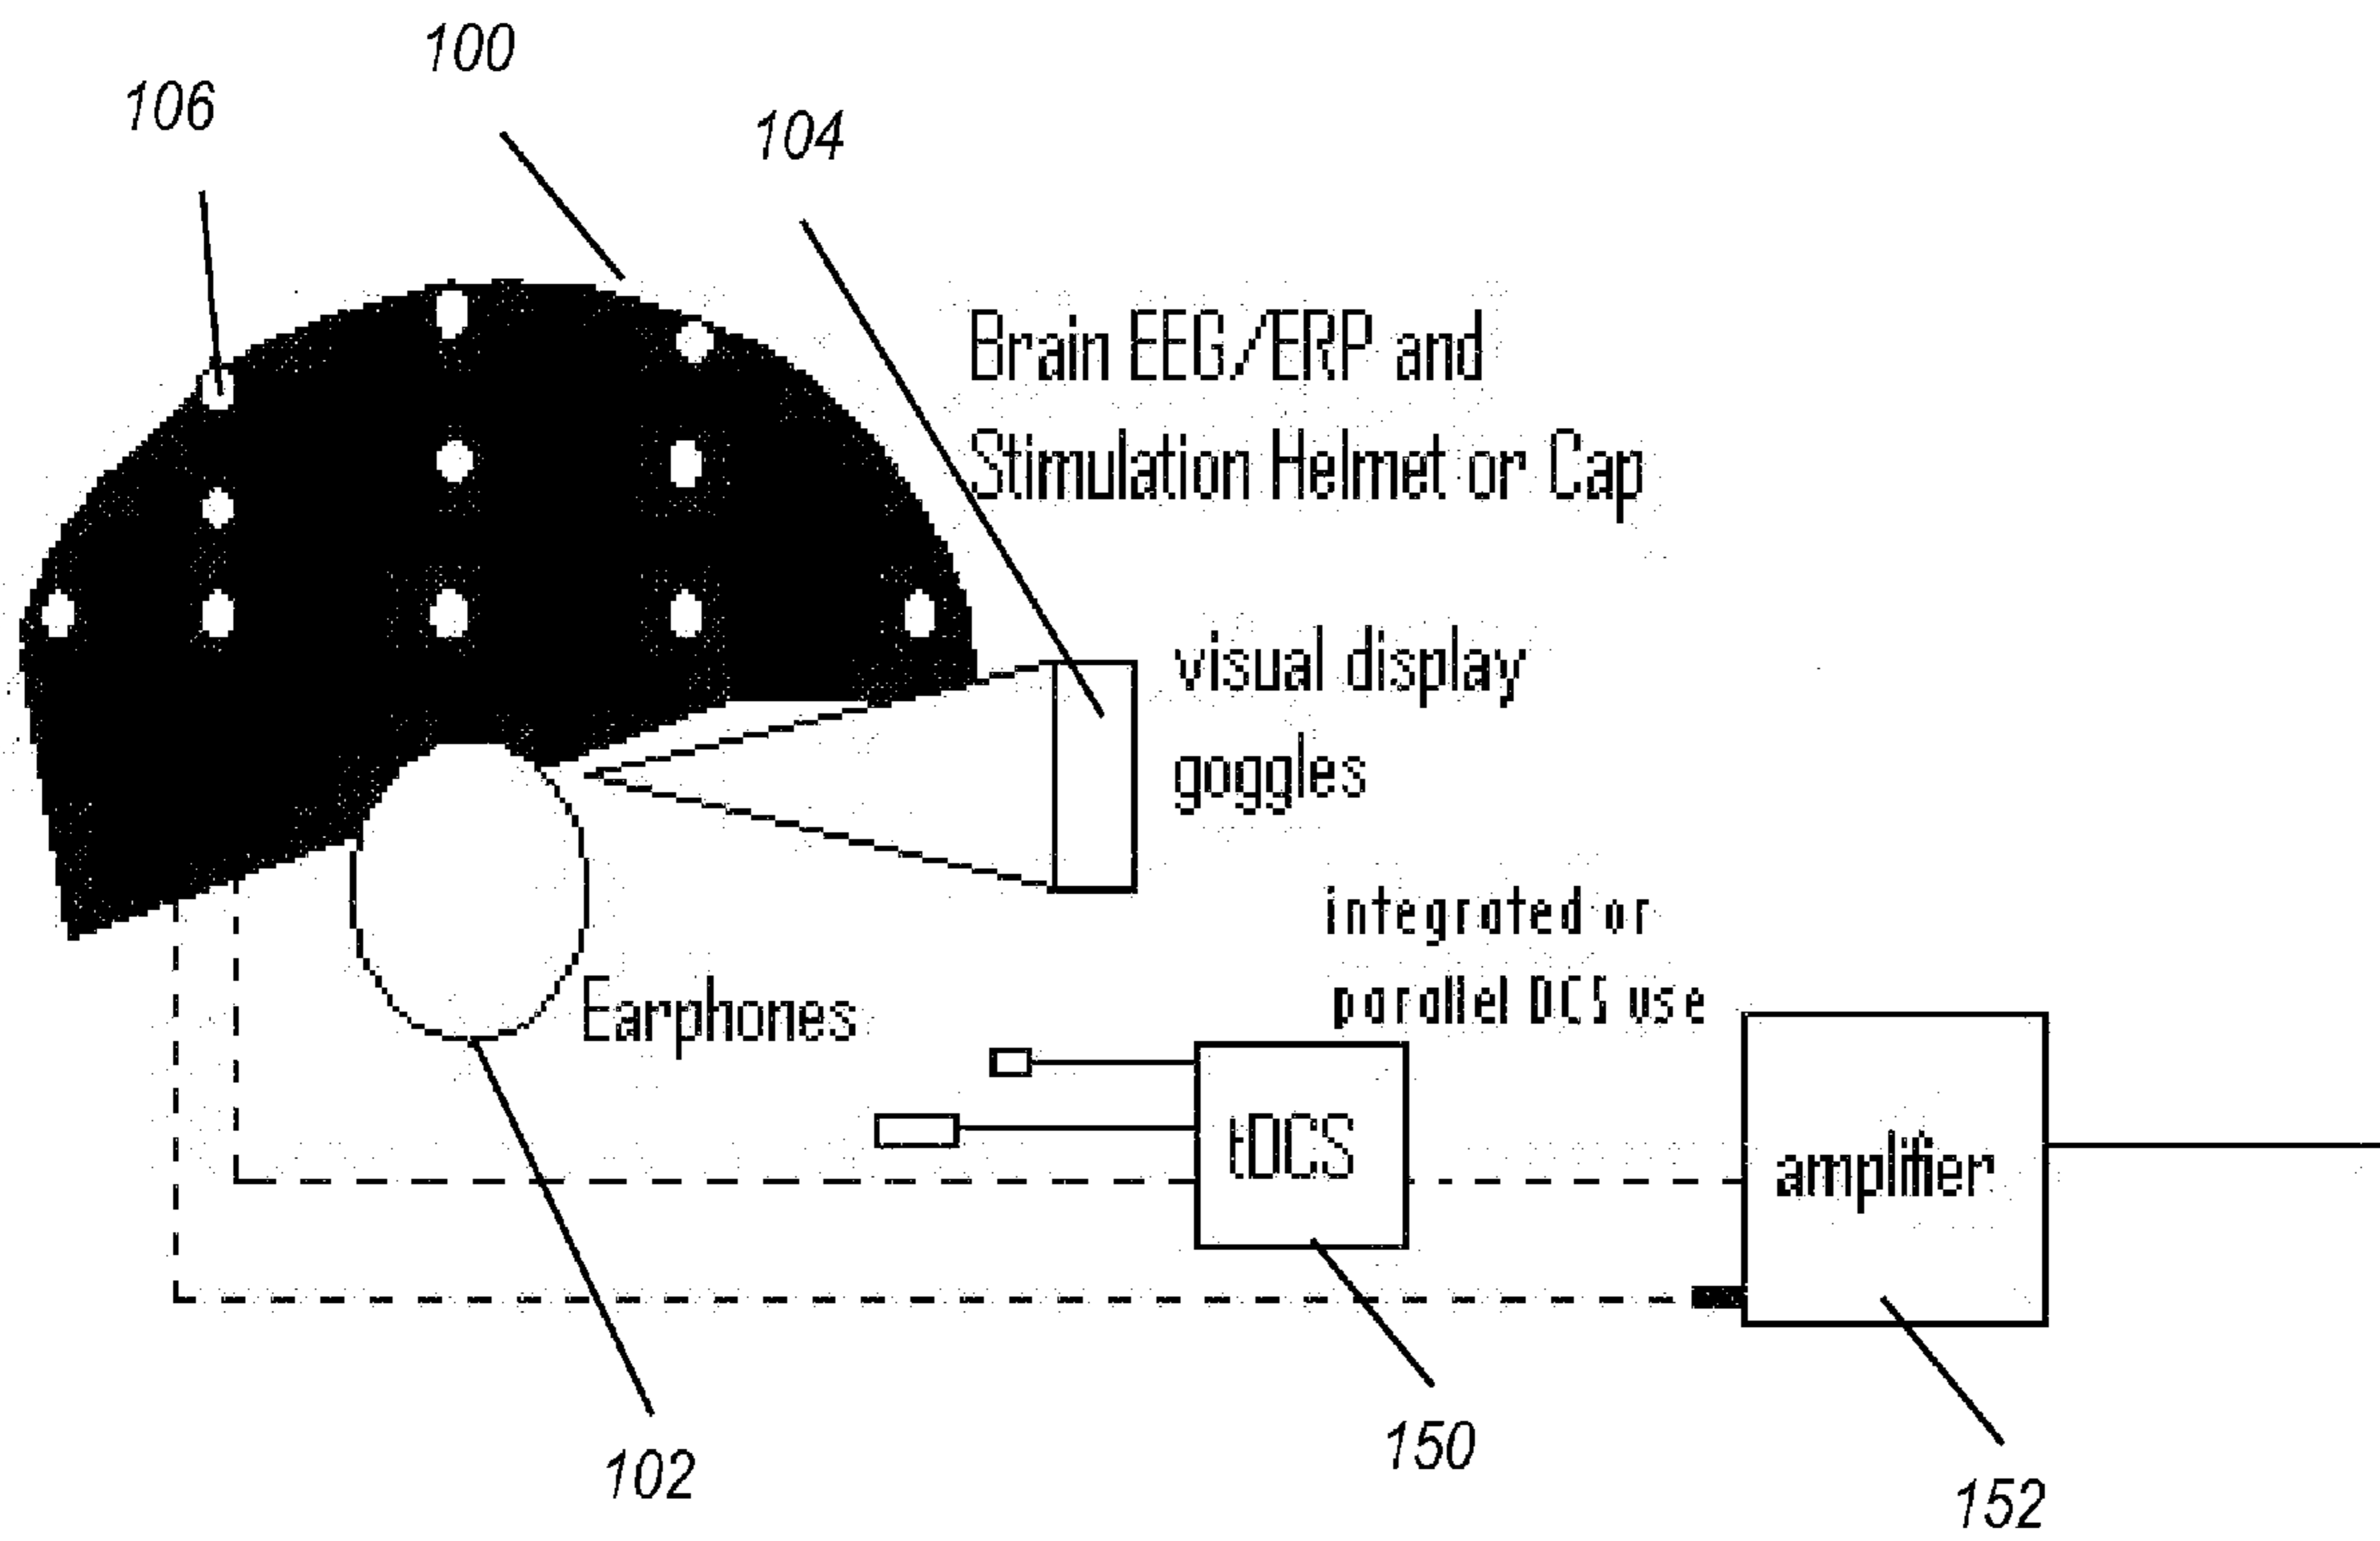 100
106
104
Brain EEG/ERP and
Stimulation Helmet or Cap
visual display
goggles
integrated or
parallel DCS use
Earphones
tDCS
amplifier
102
150
152